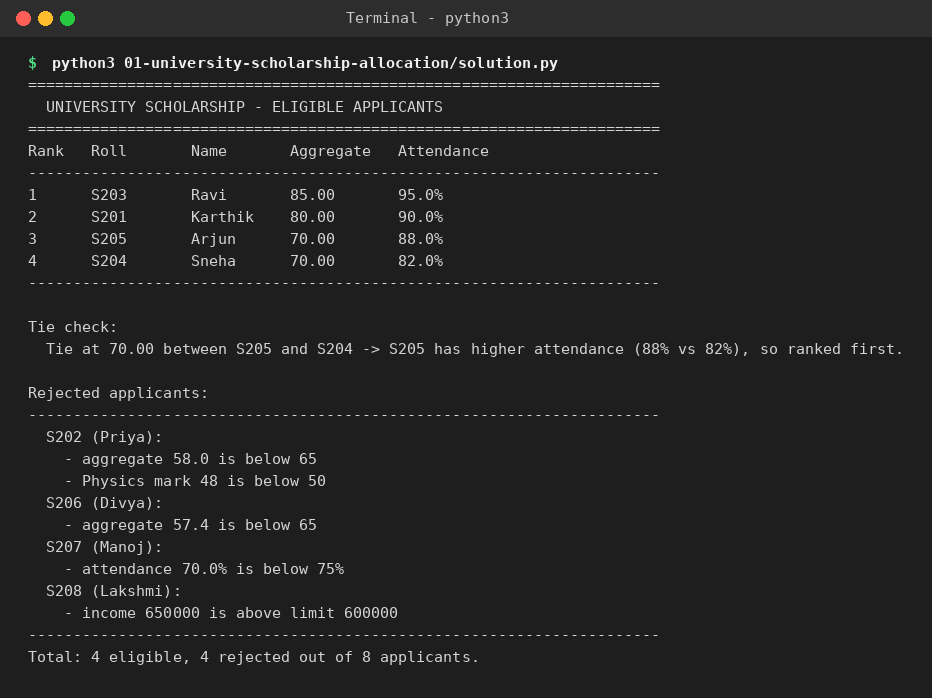 Terminal - python3
$ python3 01-university-scholarship-allocation/solution.py
======================================================================
  UNIVERSITY SCHOLARSHIP - ELIGIBLE APPLICANTS
======================================================================
Rank   Roll       Name       Aggregate   Attendance
----------------------------------------------------------------------
1      S203       Ravi       85.00       95.0%
2      S201       Karthik    80.00       90.0%
3      S205       Arjun      70.00       88.0%
4      S204       Sneha      70.00       82.0%
----------------------------------------------------------------------
Tie check:
  Tie at 70.00 between S205 and S204 -> S205 has higher attendance (88% vs 82%), so ranked first.
Rejected applicants:
----------------------------------------------------------------------
  S202 (Priya):
    - aggregate 58.0 is below 65
    - Physics mark 48 is below 50
  S206 (Divya):
    - aggregate 57.4 is below 65
  S207 (Manoj):
    - attendance 70.0% is below 75%
  S208 (Lakshmi):
    - income 650000 is above limit 600000
----------------------------------------------------------------------
Total: 4 eligible, 4 rejected out of 8 applicants.